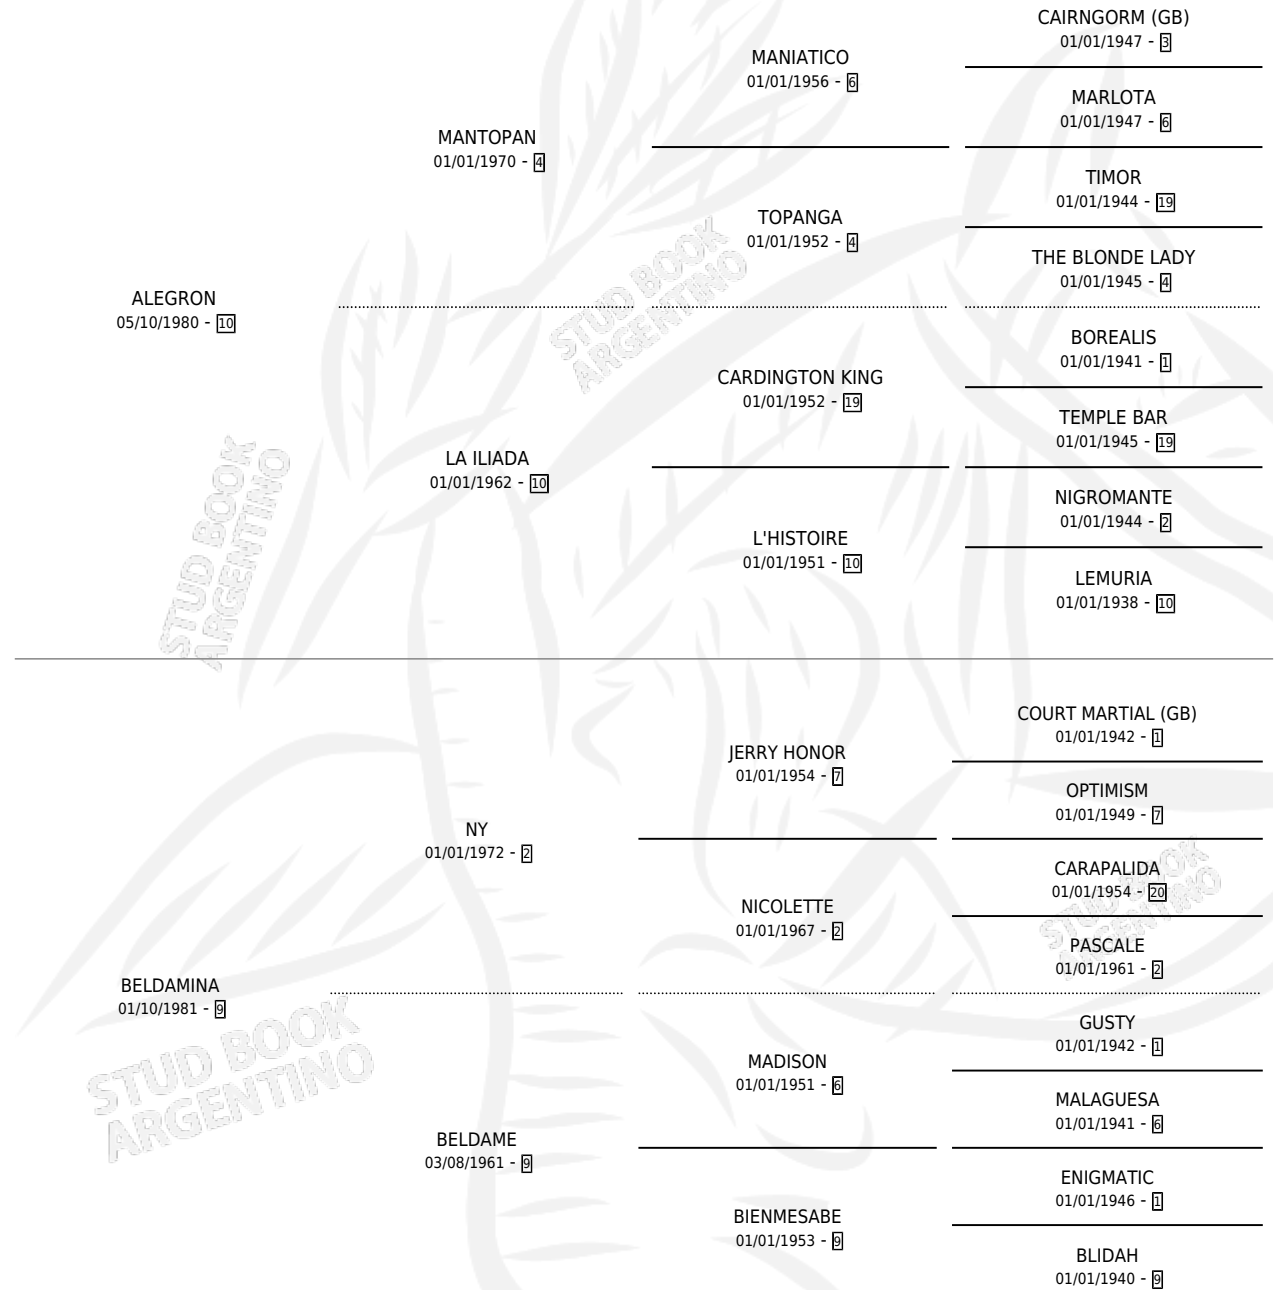 CAIRNGORM (GB)
01/01/1947 - 3
MANIATICO
01/01/1956 - 6
MARLOTA
01/01/1947 - 6
MANTOPAN
01/01/1970 - 4
TIMOR
01/01/1944 - 19
TOPANGA
01/01/1952 - 4
THE BLONDE LADY
01/01/1945 - 4
ALEGRON
05/10/1980 - 10
BOREALIS
01/01/1941 - 1
CARDINGTON KING
01/01/1952 - 19
TEMPLE BAR
01/01/1945 - 19
LA ILIADA
01/01/1962 - 10
NIGROMANTE
01/01/1944 - 2
L'HISTOIRE
01/01/1951 - 10
LEMURIA
01/01/1938 - 10
COURT MARTIAL (GB)
01/01/1942 - 1
JERRY HONOR
01/01/1954 - 7
OPTIMISM
01/01/1949 - 7
NY
01/01/1972 - 2
CARAPALIDA
01/01/1954 - 20
NICOLETTE
01/01/1967 - 2
PASCALE
01/01/1961 - 2
BELDAMINA
01/10/1981 - 9
GUSTY
01/01/1942 - 1
MADISON
01/01/1951 - 6
MALAGUESA
01/01/1941 - 6
BELDAME
03/08/1961 - 9
ENIGMATIC
01/01/1946 - 1
BIENMESABE
01/01/1953 - 9
BLIDAH
01/01/1940 - 9
STUD BOOK
ARGENTINO
STUD BOOK
ARGENTINO
STUD BOOK
ARGENTINO
STUD BOOK
ARGENTINO